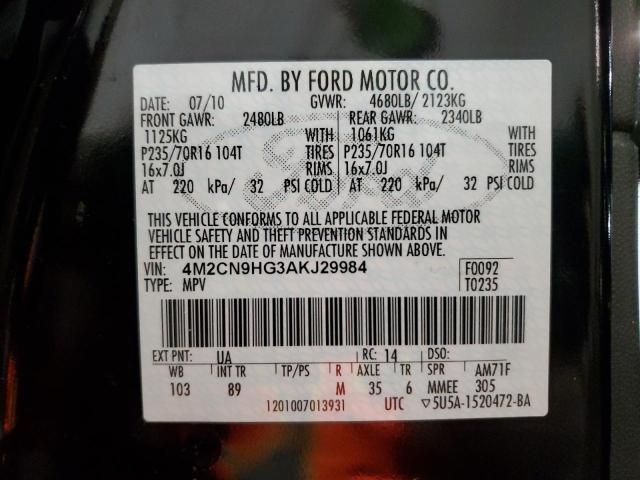 MFD. BY FORD MOTOR CO.
DATE: 07/10 GVWR: 4680LB/ 2123KG
FRONT GAWR: 2480LB REAR GAWR: 2340LB
1125KG WITH 1061KG WITH
P235/70R16 104T TIRES P235/70R16 104T TIRES
16x7.0J RIMS 16x7.0J RIMS
AT 220 kPa/ 32 PSI COLD AT 220 kPa/ 32 PSI COLD
THIS VEHICLE CONFORMS TO ALL APPLICABLE FEDERAL MOTOR
VEHICLE SAFETY AND THEFT PREVENTION STANDARDS IN
EFFECT ON THE DATE OF MANUFACTURE SHOWN ABOVE.
VIN: 4M2CN9HG3AKJ29984 F0092
TYPE: MPV T0235
EXT PNT: UA RC: 14 DSO:
WB INT TR TP/PS R AXLE TR SPR AM71F
103 89 M 35 6 MMEE 305
1201007013931 UTC ▽5U5A-1520472-BA
Ford